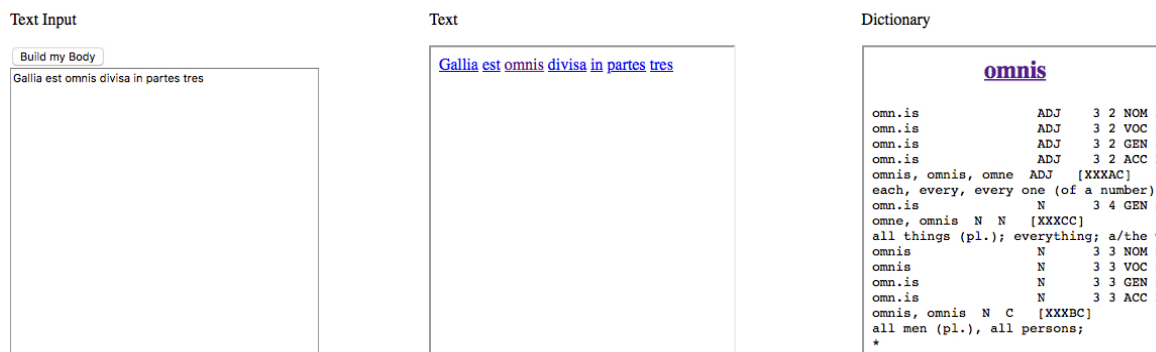 Text Input
Build my Body
Gallia est omnis divisa in partes tres
Text
Gallia est omnis divisa in partes tres
Dictionary
omnis
omn.is ADJ 3 2 NOM
omn.is ADJ 3 2 VOC
omn.is ADJ 3 2 GEN
omn.is ADJ 3 2 ACC
omnis, omnis, omne ADJ [XXXAC]
each, every, every one (of a number)
omn.is N 3 4 GEN
omne, omnis N N [XXXCC]
all things (pl.); everything; a/the
omnis N 3 3 NOM
omnis N 3 3 VOC
omn.is N 3 3 GEN
omn.is N 3 3 ACC
omnis, omnis N C [XXXBC]
all men (pl.), all persons;
*